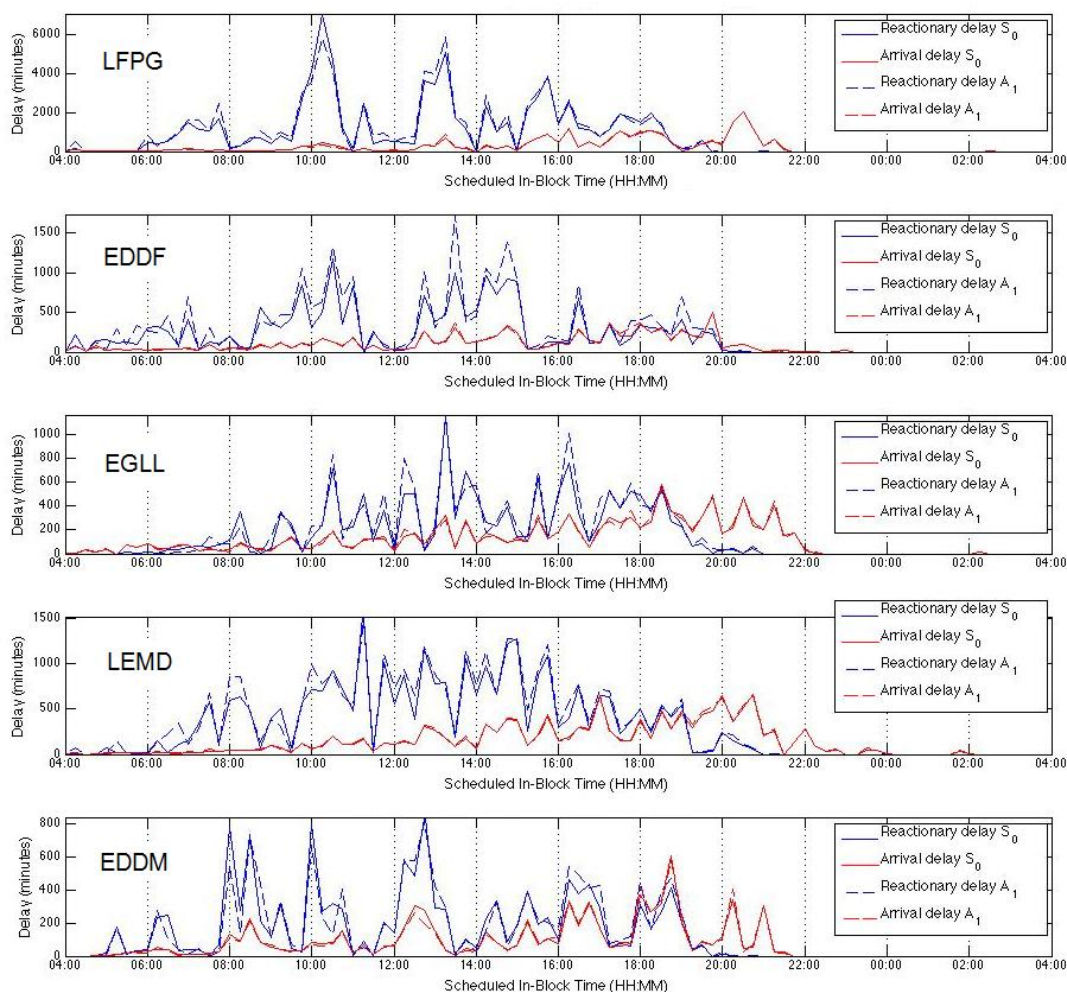 LFPG
Delay (minutes)
6000
4000
2000
0
04:00 06:00 08:00 10:00 12:00 14:00 16:00 18:00 20:00 22:00 00:00 02:00 04:00
Scheduled In-Block Time (HH:MM)
Reactionary delay S0
Arrival delay S0
Reactionary delay A1
Arrival delay A1
EDDF
Delay (minutes)
1500
1000
500
0
04:00 06:00 08:00 10:00 12:00 14:00 16:00 18:00 20:00 22:00 00:00 02:00 04:00
Scheduled In-Block Time (HH:MM)
Reactionary delay S0
Arrival delay S0
Reactionary delay A1
Arrival delay A1
EGLL
Delay (minutes)
1000
800
600
400
200
0
04:00 06:00 08:00 10:00 12:00 14:00 16:00 18:00 20:00 22:00 00:00 02:00 04:00
Scheduled In-Block Time (HH:MM)
Reactionary delay S0
Arrival delay S0
Reactionary delay A1
Arrival delay A1
LEMD
Delay (minutes)
1500
1000
500
0
04:00 06:00 08:00 10:00 12:00 14:00 16:00 18:00 20:00 22:00 00:00 02:00 04:00
Scheduled In-Block Time (HH:MM)
Reactionary delay S0
Arrival delay S0
Reactionary delay A1
Arrival delay A1
EDDM
Delay (minutes)
800
600
400
200
0
04:00 06:00 08:00 10:00 12:00 14:00 16:00 18:00 20:00 22:00 00:00 02:00 04:00
Scheduled In-Block Time (HH:MM)
Reactionary delay S0
Arrival delay S0
Reactionary delay A1
Arrival delay A1